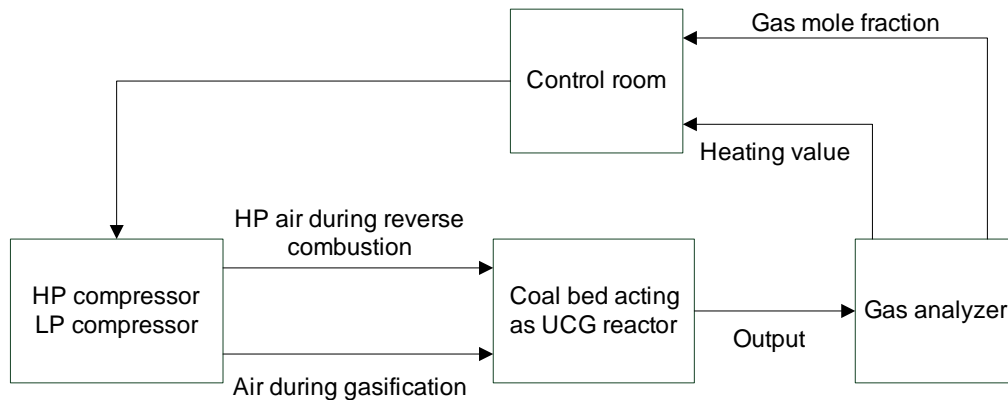 Gas mole fraction
Control room
Heating value
HP air during reverse
combustion
HP compressor
LP compressor
Coal bed acting
as UCG reactor
Gas analyzer
Output
Air during gasification